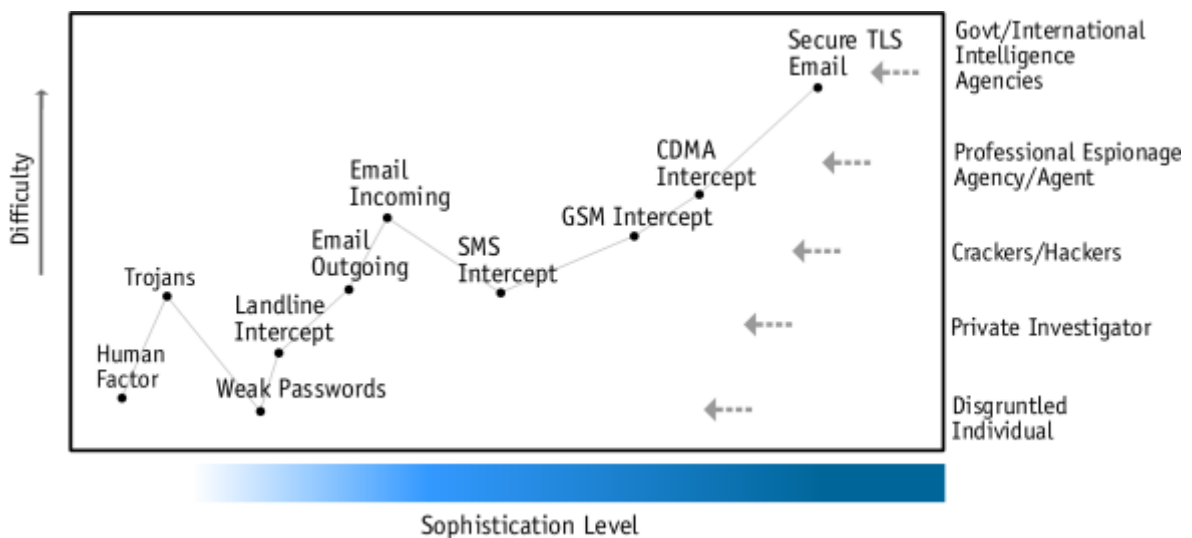 Secure TLS
Email
Govt/International
Intelligence
Agencies
CDMA
Intercept
Professional Espionage
Agency/Agent
Email
Incoming
GSM Intercept
Email
Outgoing
SMS
Intercept
Crackers/Hackers
Trojans
Landline
Intercept
Private Investigator
Human
Factor
Weak Passwords
Disgruntled
Individual
Difficulty
Sophistication Level